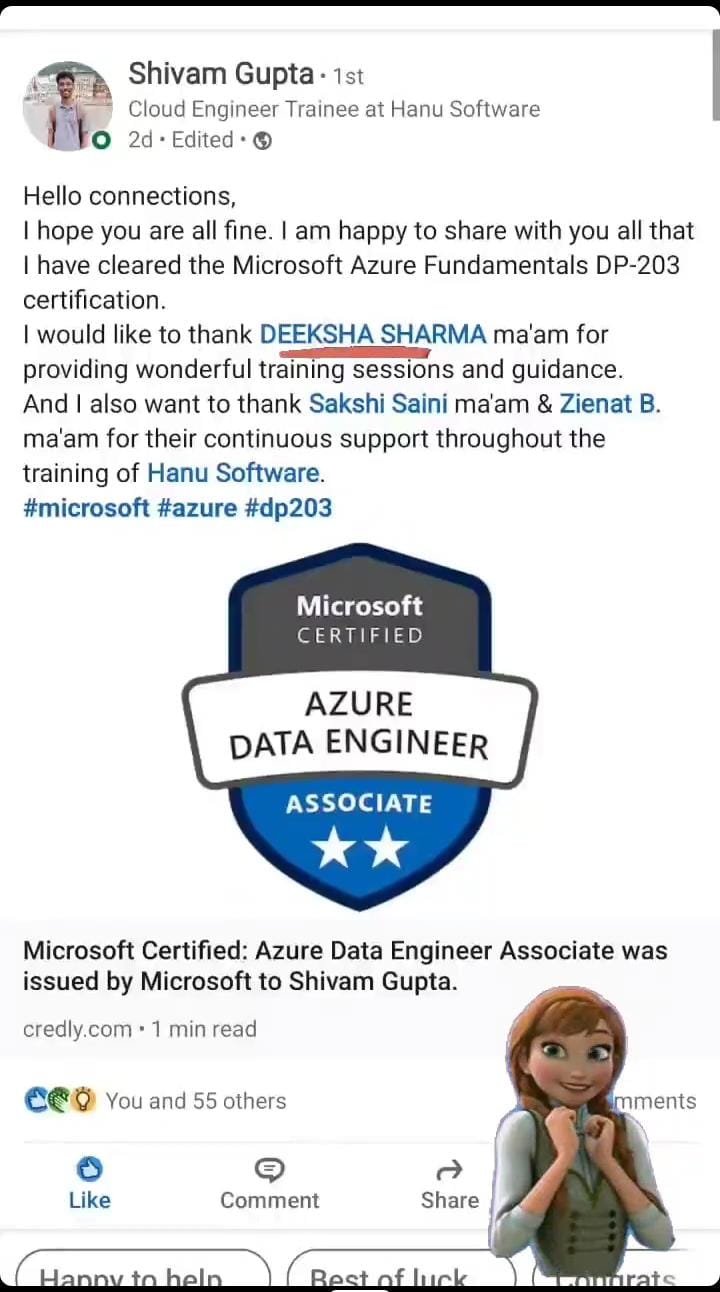 Shivam Gupta • 1st
Cloud Engineer Trainee at Hanu Software
2d • Edited •
Hello connections,
I hope you are all fine. I am happy to share with you all that
I have cleared the Microsoft Azure Fundamentals DP-203
certification.
I would like to thank DEEKSHA SHARMA ma'am for
providing wonderful training sessions and guidance.
And I also want to thank Sakshi Saini ma'am & Zienat B.
ma'am for their continuous support throughout the
training of Hanu Software.
#microsoft #azure #dp203
Microsoft
CERTIFIED
AZURE
DATA ENGINEER
ASSOCIATE
Microsoft Certified: Azure Data Engineer Associate was
issued by Microsoft to Shivam Gupta.
credly.com • 1 min read
You and 55 others
mments
Like
Comment
Share
Happy to help
Best of luck
Congrats